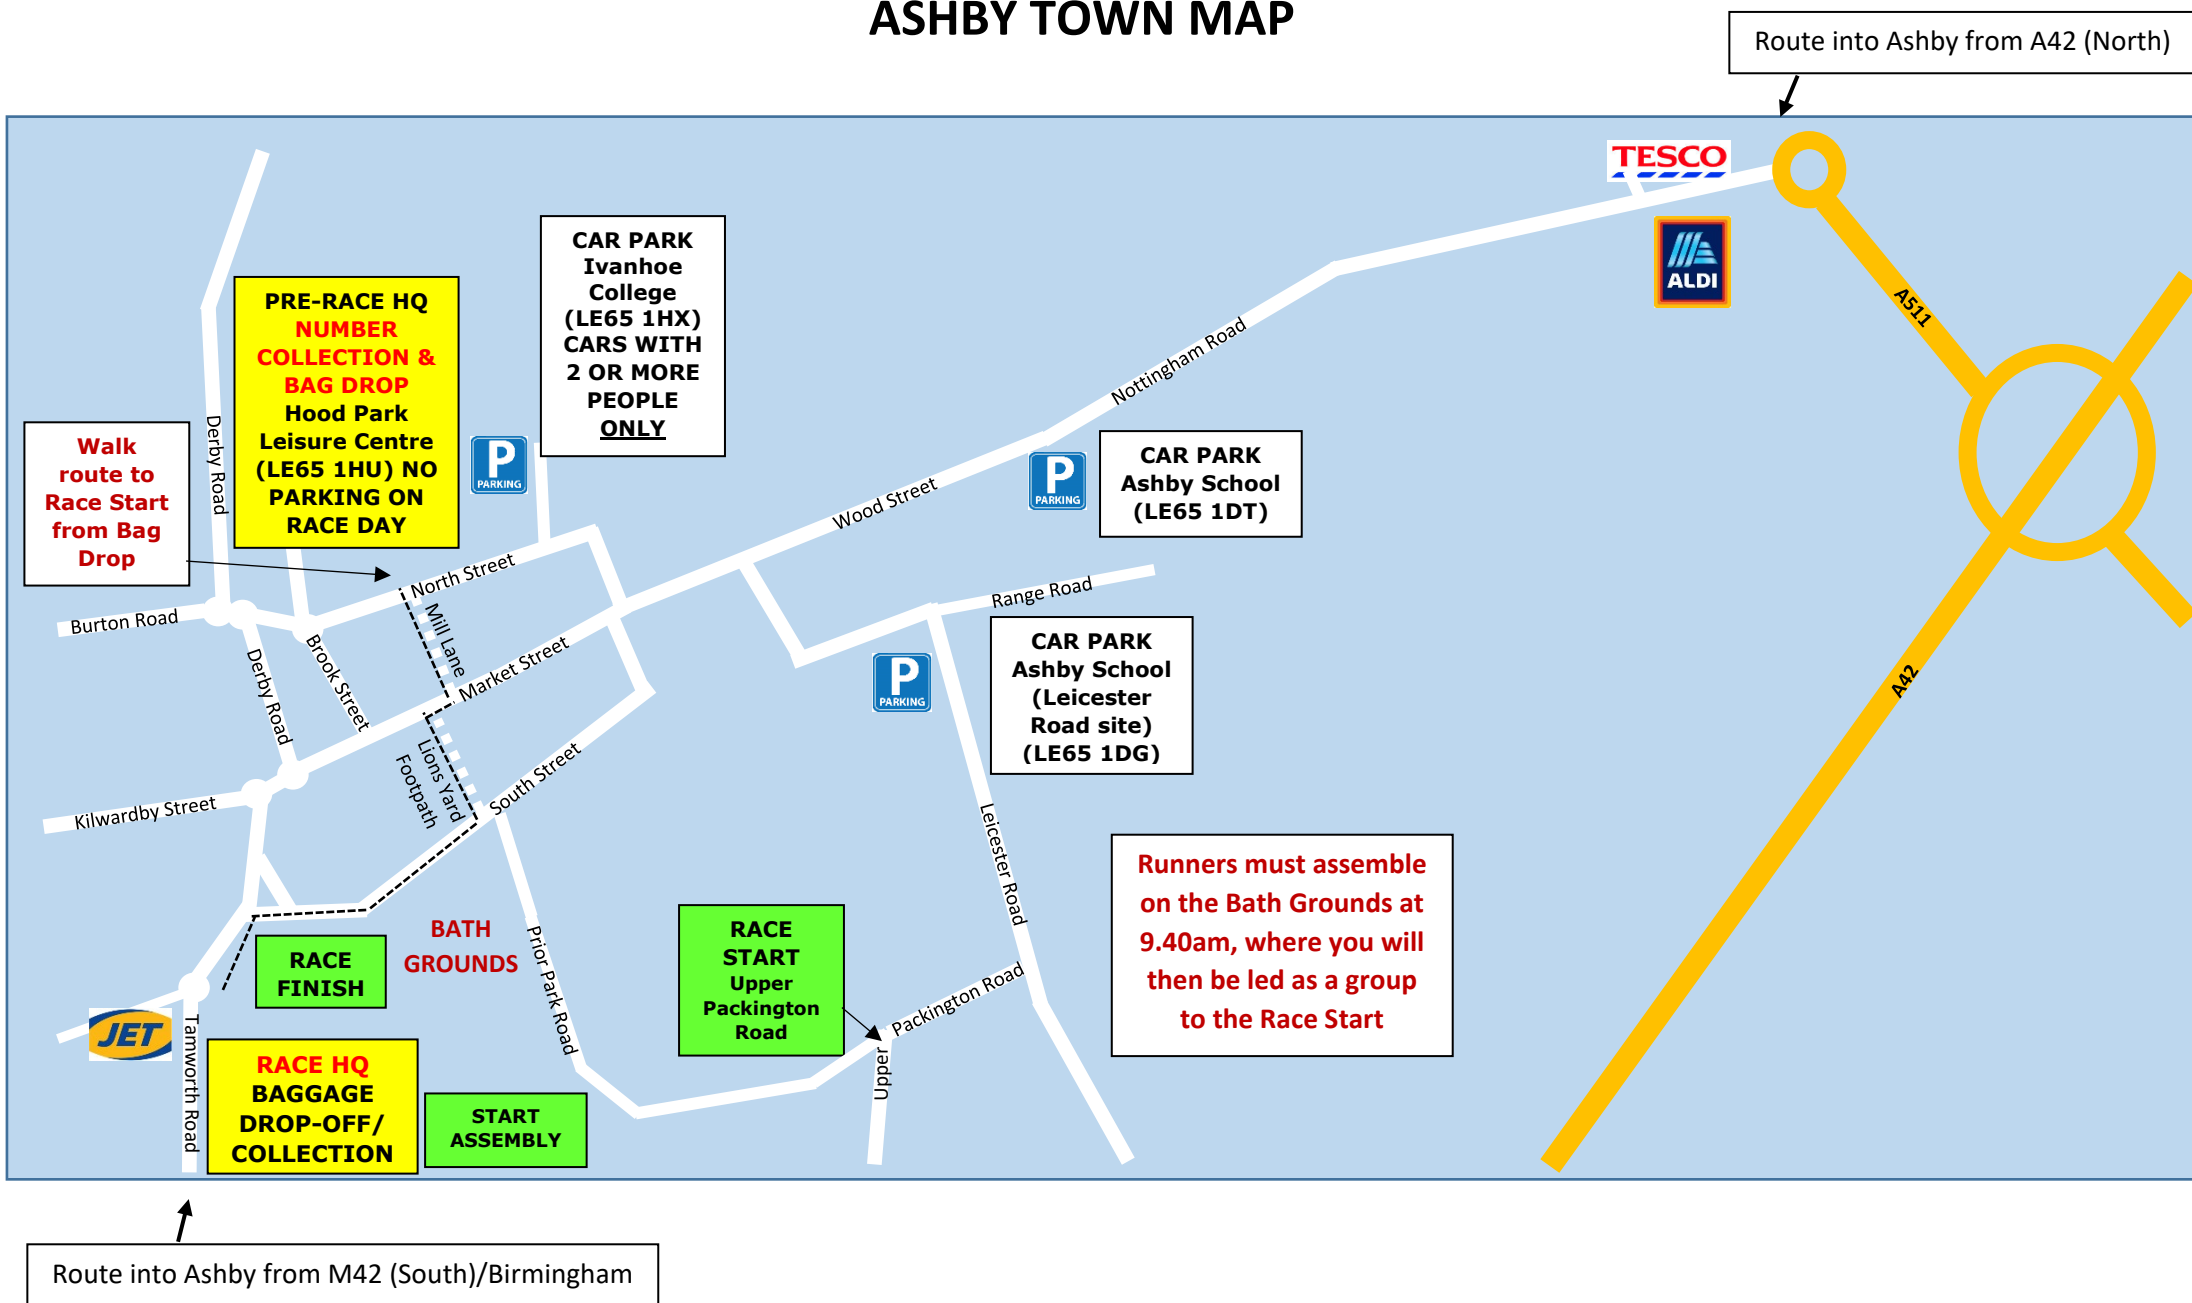 ASHBY TOWN MAP
Route into Ashby from A42 (North)
TESCO
ALDI
A511
A42
CAR PARK
Ivanhoe
College
(LE65 1HX)
CARS WITH
2 OR MORE
PEOPLE
ONLY
PRE-RACE HQ
NUMBER
COLLECTION &
BAG DROP
Hood Park
Leisure Centre
(LE65 1HU) NO
PARKING ON
RACE DAY
Walk
route to
Race Start
from Bag
Drop
Derby Road
P
PARKING
Nottingham Road
P
PARKING
CAR PARK
Ashby School
(LE65 1DT)
Wood Street
North Street
Burton Road
Mill Lane
Range Road
Brook Street
Derby Road
Market Street
P
PARKING
CAR PARK
Ashby School
(Leicester
Road site)
(LE65 1DG)
Lions Yard
Footpath
South Street
Kilwardby Street
Leicester Road
Runners must assemble
on the Bath Grounds at
9.40am, where you will
then be led as a group
to the Race Start
BATH
GROUNDS
RACE
FINISH
Prior Park Road
RACE
START
Upper
Packington
Road
Packington Road
Upper
JET
Tamworth Road
RACE HQ
BAGGAGE
DROP-OFF/
COLLECTION
START
ASSEMBLY
Route into Ashby from M42 (South)/Birmingham